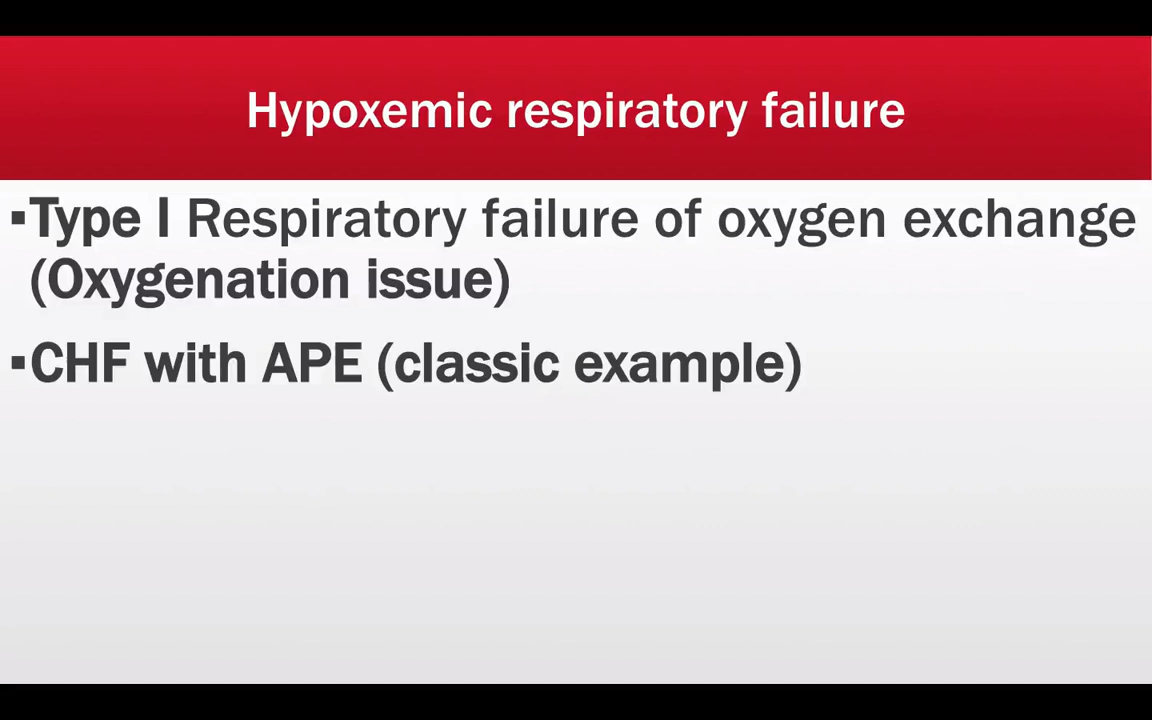 Hypoxemic respiratory failure
▪Type I Respiratory failure of oxygen exchange
(Oxygenation issue)
▪CHF with APE (classic example)